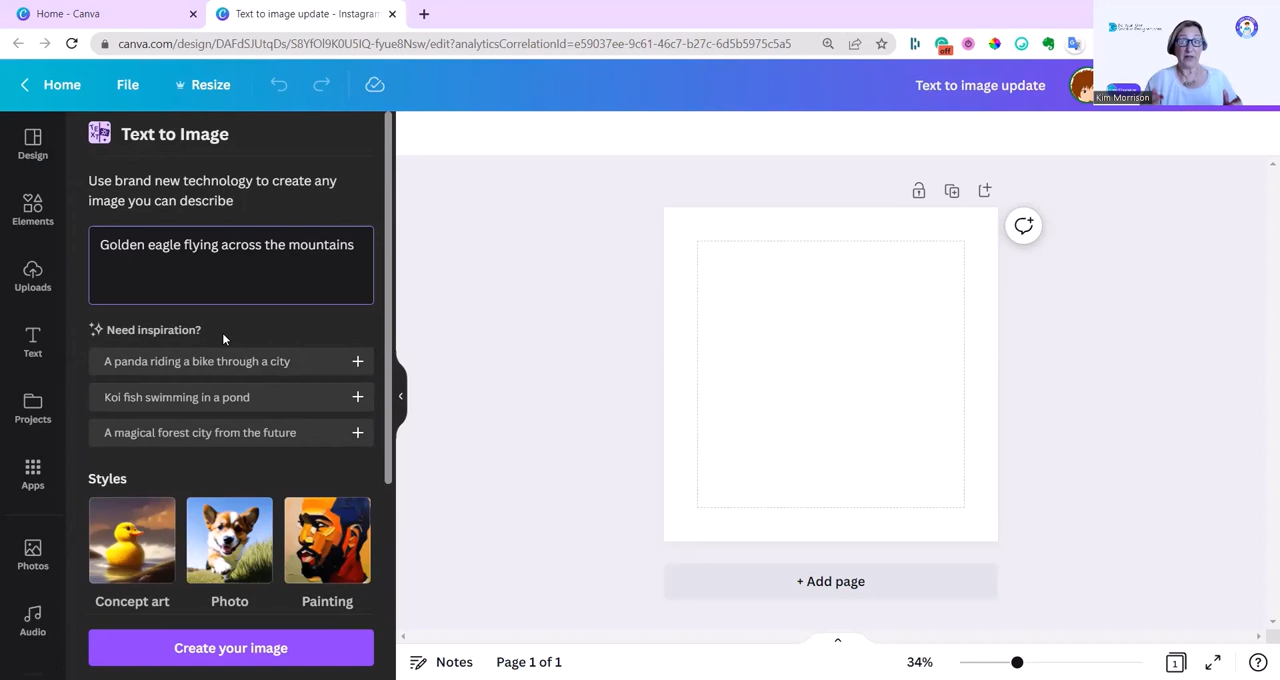 Home - Canva
Text to image update - Instagram
canva.com/design/DAFdSJUtqDs/S8YfOl9K0U5IQ-fyue8Nsw/edit?analyticsCorrelationId=e59037ee-9c61-46c7-b27c-6d5b5975c5a5
off
Kim Morrison
Home
File
Resize
Text to image update
Design
Elements
Uploads
Text
Projects
Apps
Photos
Audio
Text to Image
Use brand new technology to create any
image you can describe
Golden eagle flying across the mountains
Need inspiration?
A panda riding a bike through a city
Koi fish swimming in a pond
A magical forest city from the future
Styles
Concept art
Photo
Painting
Create your image
+ Add page
Notes
Page 1 of 1
34%
1